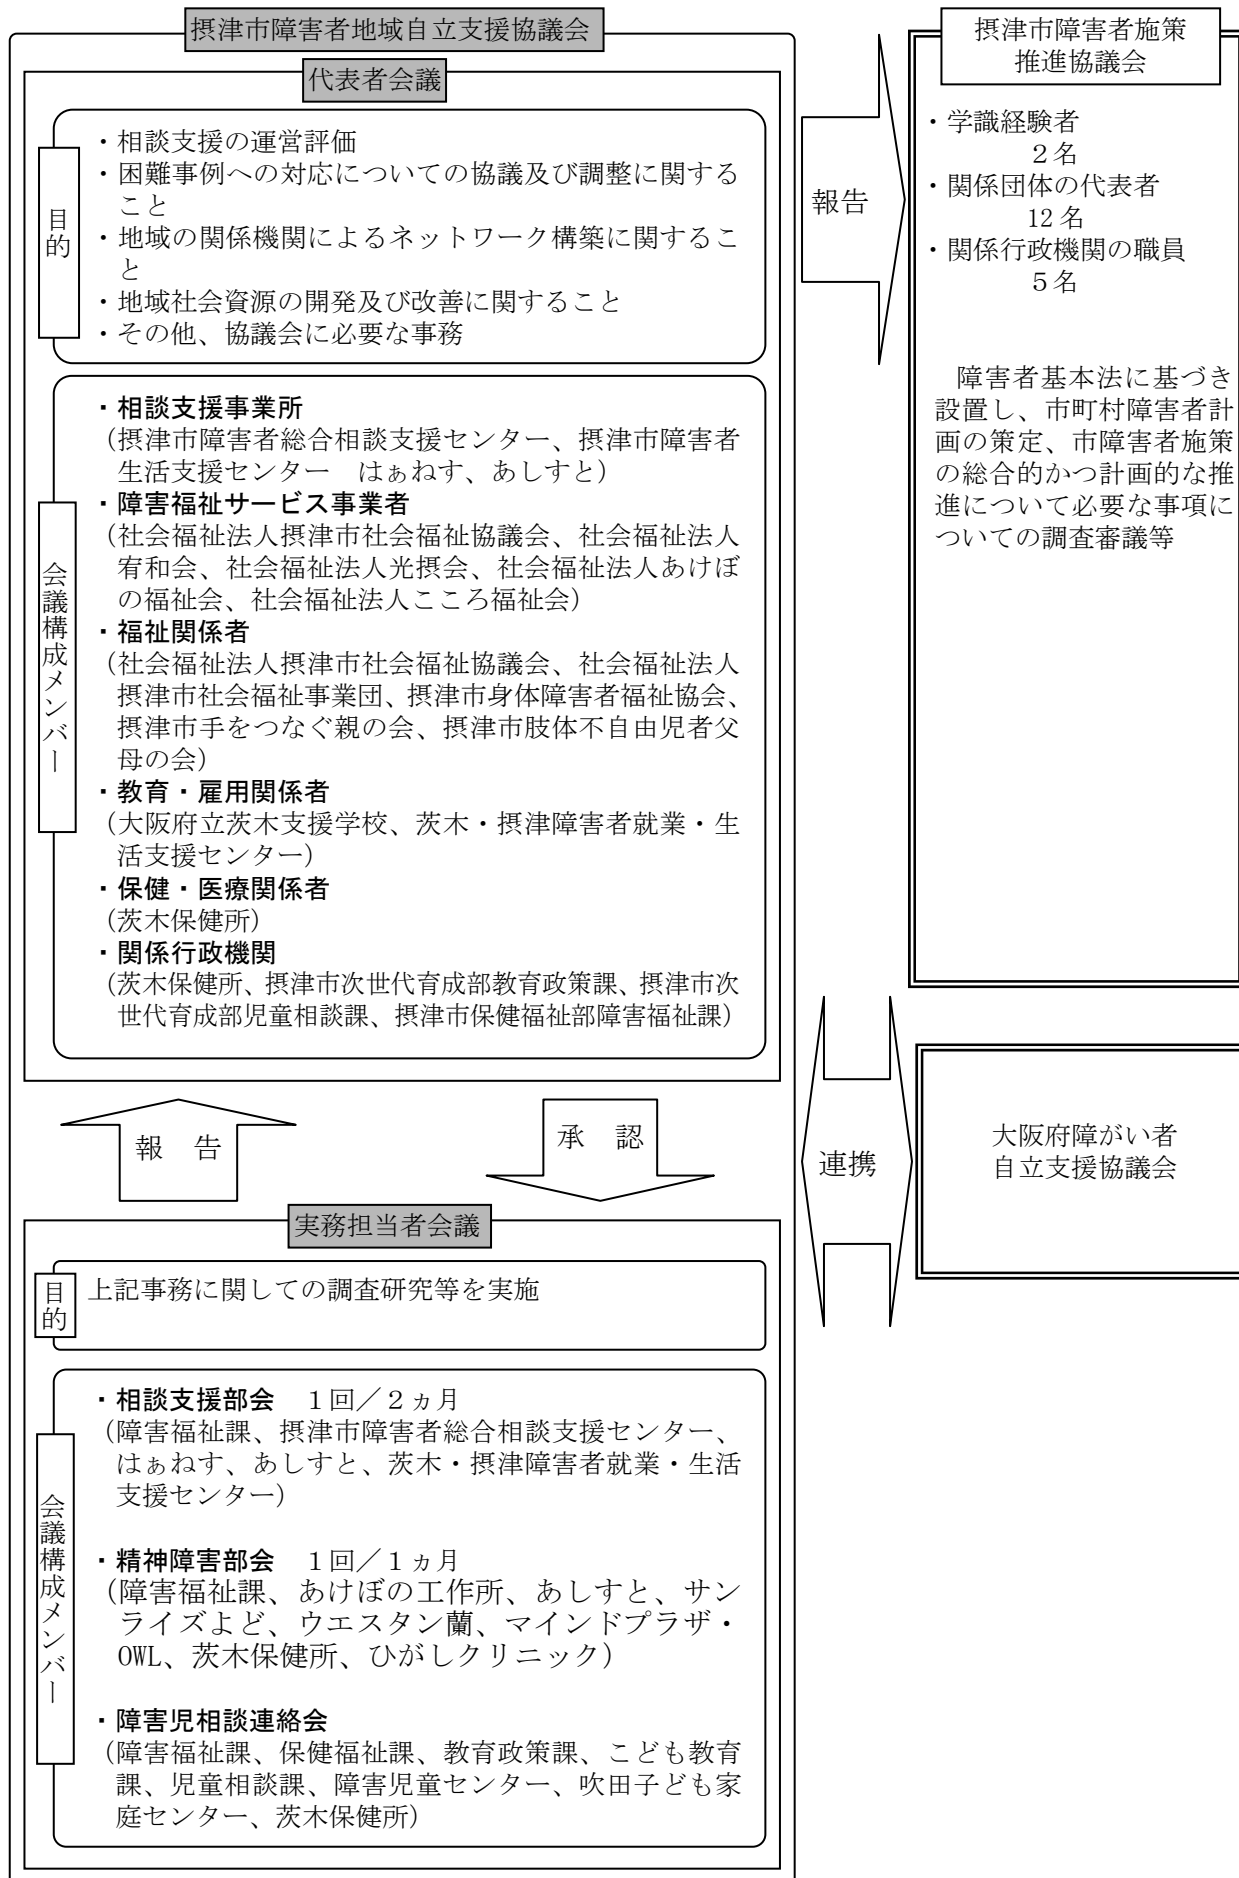 摂津市障害者地域自立支援協議会
代表者会議
目的
・相談支援の運営評価
・困難事例への対応についての協議及び調整に関する
こと
・地域の関係機関によるネットワーク構築に関するこ
と
・地域社会資源の開発及び改善に関すること
・その他、協議会に必要な事務
会議構成メンバー
・相談支援事業所
(摂津市障害者総合相談支援センター、摂津市障害者
生活支援センター　はぁねす、あしすと)
・障害福祉サービス事業者
(社会福祉法人摂津市社会福祉協議会、社会福祉法人
宥和会、社会福祉法人光摂会、社会福祉法人あけぼ
の福祉会、社会福祉法人こころ福祉会)
・福祉関係者
(社会福祉法人摂津市社会福祉協議会、社会福祉法人
摂津市社会福祉事業団、摂津市身体障害者福祉協会、
摂津市手をつなぐ親の会、摂津市肢体不自由児者父
母の会)
・教育・雇用関係者
(大阪府立茨木支援学校、茨木・摂津障害者就業・生
活支援センター)
・保健・医療関係者
(茨木保健所)
・関係行政機関
(茨木保健所、摂津市次世代育成部教育政策課、摂津市次
世代育成部児童相談課、摂津市保健福祉部障害福祉課)
報告
摂津市障害者施策
推進協議会
・学識経験者
２名
・関係団体の代表者
12名
・関係行政機関の職員
５名
障害者基本法に基づき
設置し、市町村障害者計
画の策定、市障害者施策
の総合的かつ計画的な推
進について必要な事項に
ついての調査審議等
報　告
承　認
連携
大阪府障がい者
自立支援協議会
実務担当者会議
目的
上記事務に関しての調査研究等を実施
会議構成メンバー
・相談支援部会　１回／２ヵ月
(障害福祉課、摂津市障害者総合相談支援センター、
はぁねす、あしすと、茨木・摂津障害者就業・生活
支援センター)
・精神障害部会　１回／１ヵ月
(障害福祉課、あけぼの工作所、あしすと、サン
ライズよど、ウエスタン蘭、マインドプラザ・
OWL、茨木保健所、ひがしクリニック)
・障害児相談連絡会
(障害福祉課、保健福祉課、教育政策課、こども教育
課、児童相談課、障害児童センター、吹田子ども家
庭センター、茨木保健所)